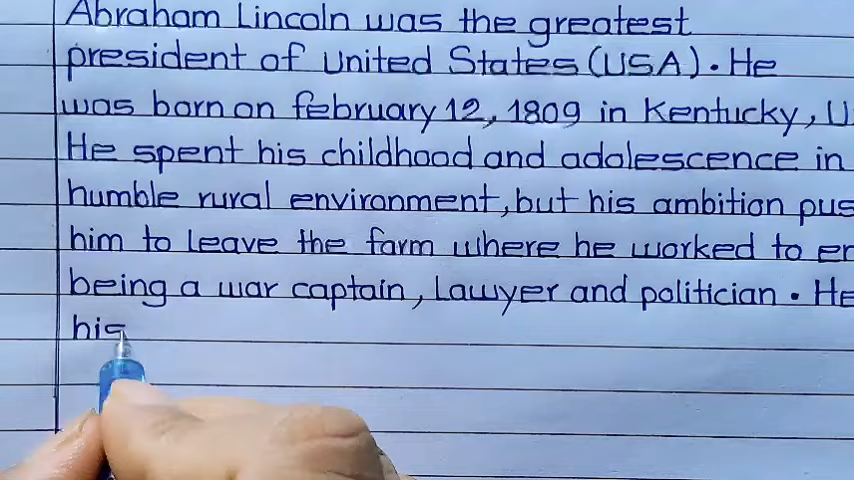 Abraham Lincoln was the greatest
president of United States (USA). He
was born on february 12, 1809 in Kentucky, U
He spent his childhood and adolescence in
humble rural environment, but his ambition pus
him to leave the farm where he worked to en
being a war captain, Lawyer and politician. He
his